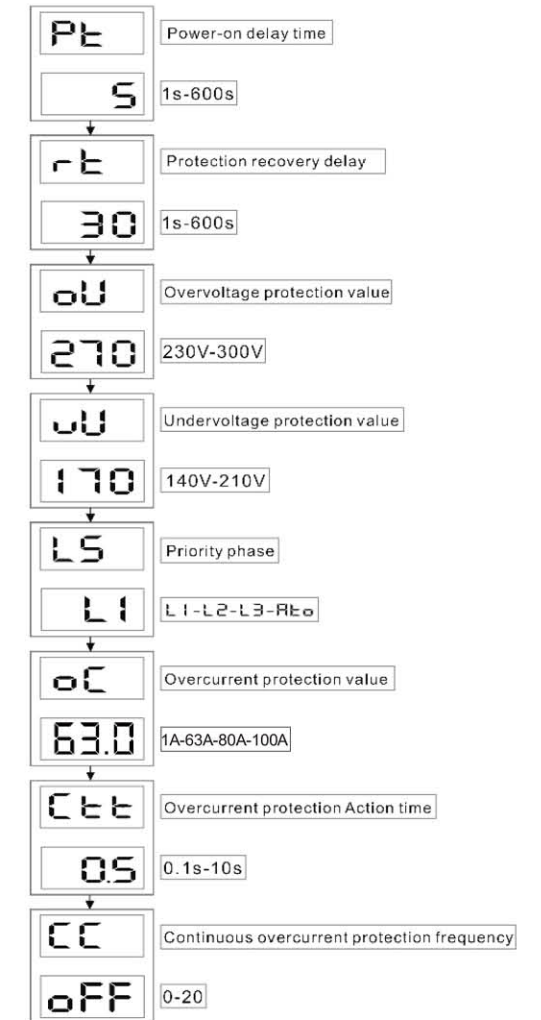 Pt
Power-on delay time
5
1s-600s
rt
Protection recovery delay
30
1s-600s
oU
Overvoltage protection value
270
230V-300V
uU
Undervoltage protection value
170
140V-210V
LS
Priority phase
L1
L1-L2-L3-Ato
oC
Overcurrent protection value
63.0
1A-63A-80A-100A
Ctt
Overcurrent protection Action time
0.5
0.1s-10s
CC
Continuous overcurrent protection frequency
oFF
0-20